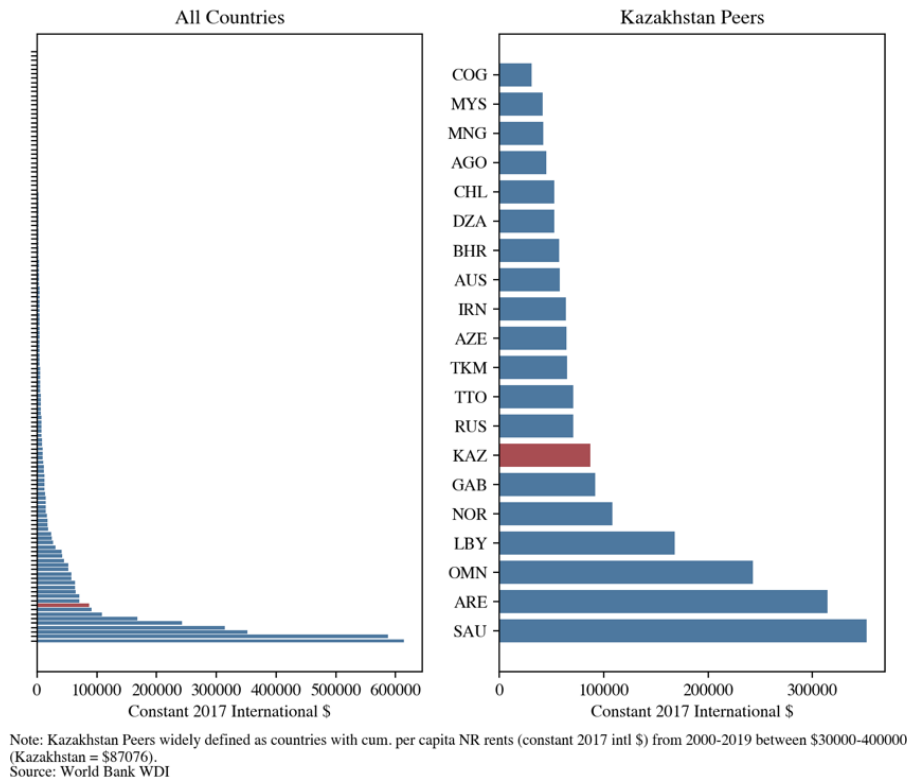 All Countries
0 100000 200000 300000 400000 500000 600000
Constant 2017 International $
Kazakhstan Peers
COG
MYS
MNG
AGO
CHL
DZA
BHR
AUS
IRN
AZE
TKM
TTO
RUS
KAZ
GAB
NOR
LBY
OMN
ARE
SAU
0 100000 200000 300000
Constant 2017 International $
Note: Kazakhstan Peers widely defined as countries with cum. per capita NR rents (constant 2017 intl $) from 2000-2019 between $30000-400000
(Kazakhstan = $87076).
Source: World Bank WDI